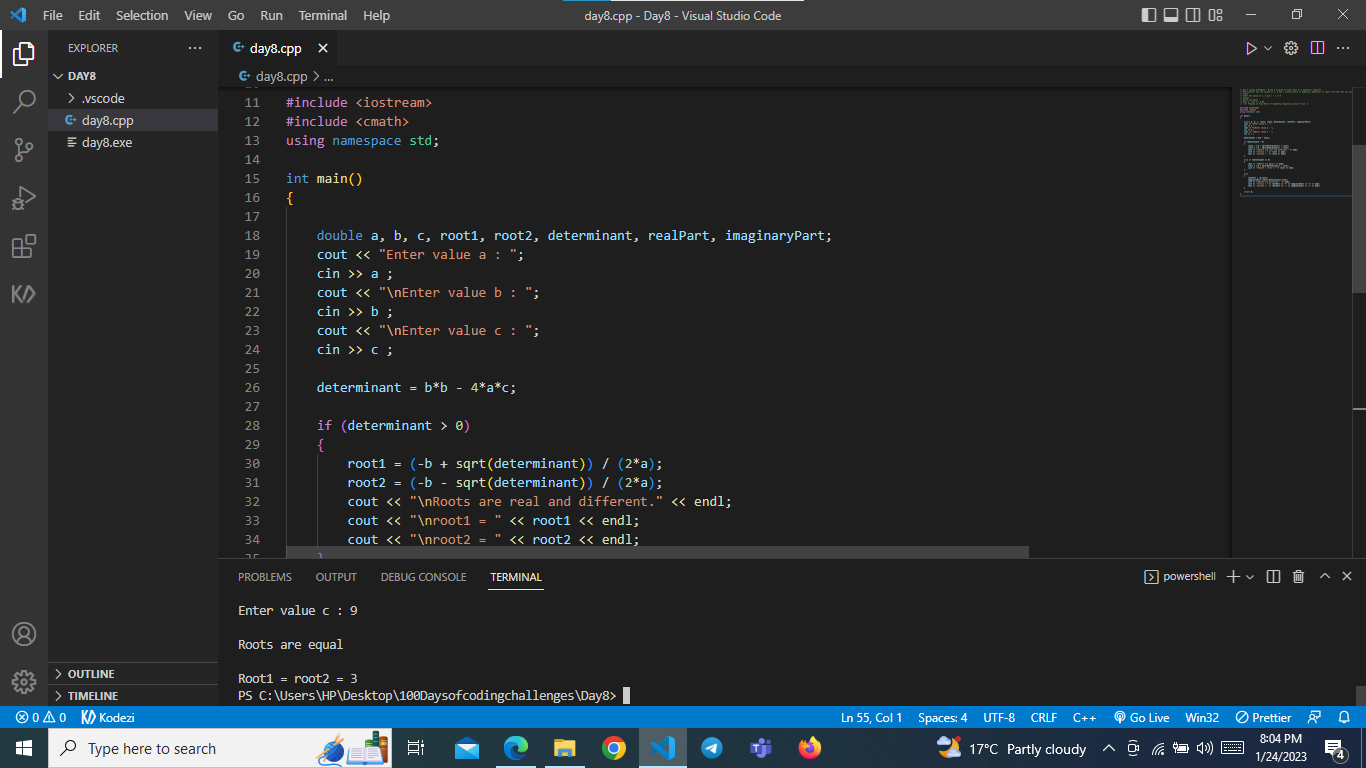 File Edit Selection View Go Run Terminal Help day8.cpp - Day8 - Visual Studio Code
EXPLORER
DAY8
.vscode
day8.cpp
day8.exe
OUTLINE
TIMELINE
day8.cpp
day8.cpp > ...
11 #include <iostream>
12 #include <cmath>
13 using namespace std;
14
15 int main()
16 {
17
18 double a, b, c, root1, root2, determinant, realPart, imaginaryPart;
19 cout << "Enter value a : ";
20 cin >> a ;
21 cout << "\nEnter value b : ";
22 cin >> b ;
23 cout << "\nEnter value c : ";
24 cin >> c ;
25
26 determinant = b*b - 4*a*c;
27
28 if (determinant > 0)
29 {
30 root1 = (-b + sqrt(determinant)) / (2*a);
31 root2 = (-b - sqrt(determinant)) / (2*a);
32 cout << "\nRoots are real and different." << endl;
33 cout << "\nroot1 = " << root1 << endl;
34 cout << "\nroot2 = " << root2 << endl;
35 }
PROBLEMS OUTPUT DEBUG CONSOLE TERMINAL powershell
Enter value c : 9
Roots are equal
Root1 = root2 = 3
PS C:\Users\HP\Desktop\100Daysofcodingchallenges\Day8>
0 0 Kodezi Ln 55, Col 1 Spaces: 4 UTF-8 CRLF C++ Go Live Win32 Prettier
Type here to search 17°C Partly cloudy 8:04 PM
1/24/2023
4